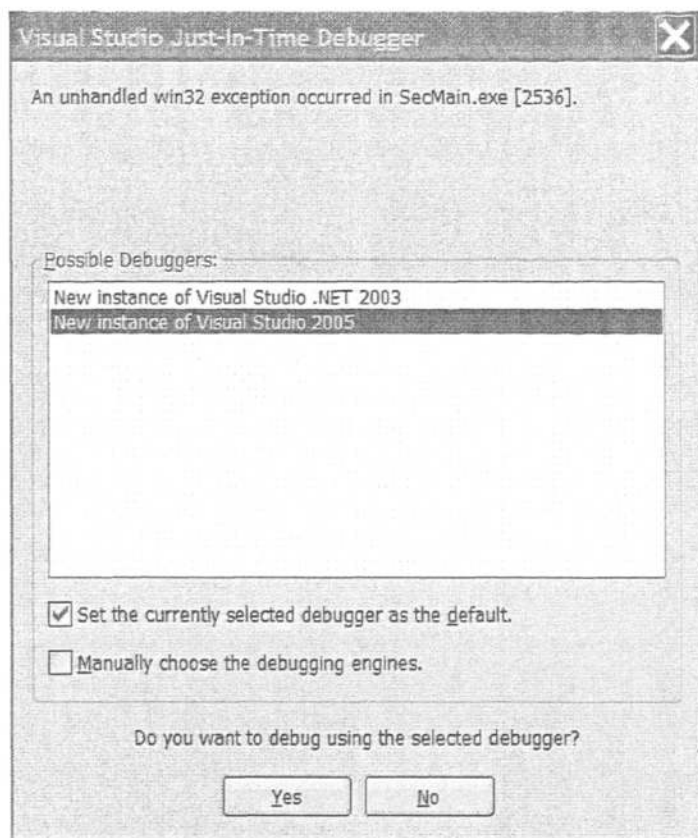 Visual Studio Just-In-Time Debugger
An unhandled win32 exception occurred in SecMain.exe [2536].
Possible Debuggers:
New instance of Visual Studio .NET 2003
New instance of Visual Studio 2005
Set the currently selected debugger as the default.
Manually choose the debugging engines.
Do you want to debug using the selected debugger?
Yes No